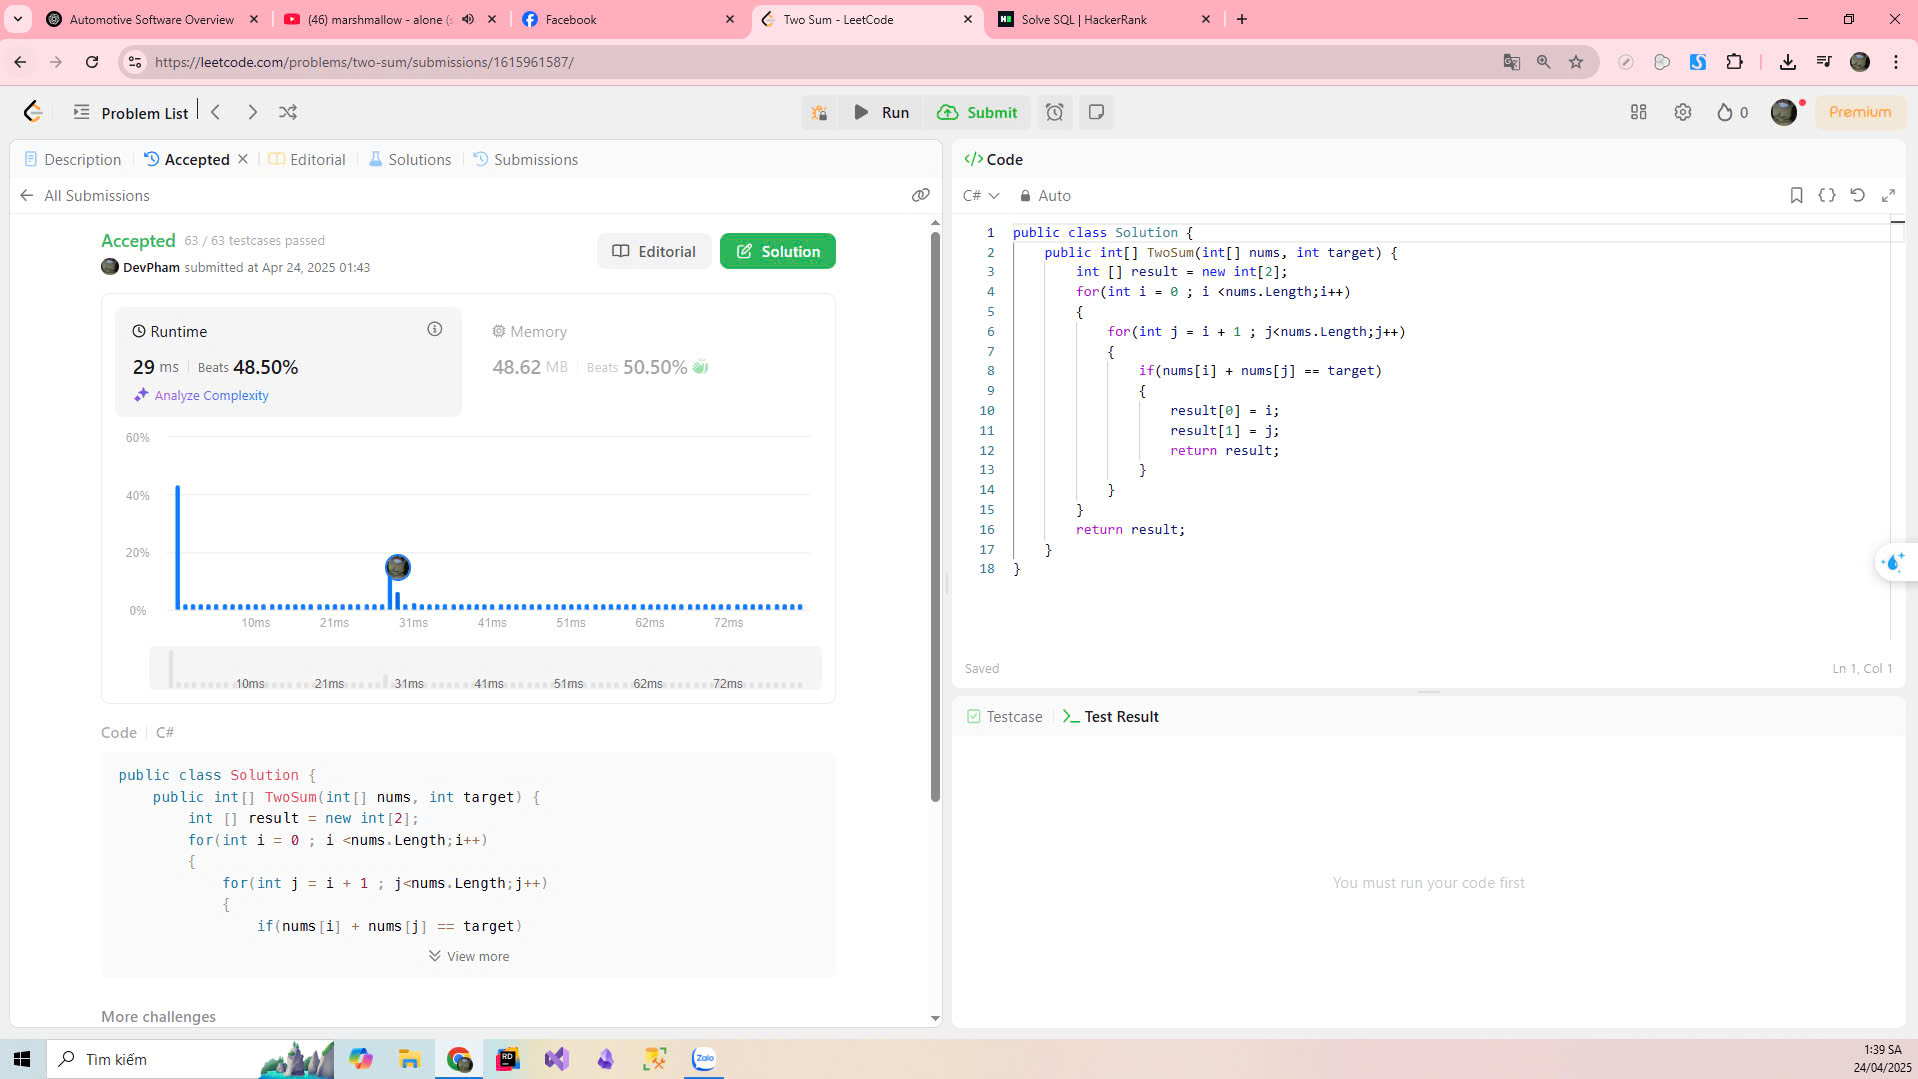 Automotive Software Overview
(46) marshmallow - alone (s
Facebook
Two Sum - LeetCode
Solve SQL | HackerRank
https://leetcode.com/problems/two-sum/submissions/1615961587/
Problem List
Run
Submit
0
Premium
Description
Accepted
Editorial
Solutions
Submissions
All Submissions
Accepted 63 / 63 testcases passed
DevPham submitted at Apr 24, 2025 01:43
Editorial
Solution
Runtime
29 ms | Beats 48.50%
Analyze Complexity
Memory
48.62 MB | Beats 50.50%
60%
40%
20%
0%
10ms 21ms 31ms 41ms 51ms 62ms 72ms
10ms 21ms 31ms 41ms 51ms 62ms 72ms
Code | C#
public class Solution {
    public int[] TwoSum(int[] nums, int target) {
        int [] result = new int[2];
        for(int i = 0 ; i <nums.Length;i++)
        {
            for(int j = i + 1 ; j<nums.Length;j++)
            {
                if(nums[i] + nums[j] == target)
View more
More challenges
</> Code
C#
Auto
1 public class Solution {
2     public int[] TwoSum(int[] nums, int target) {
3         int [] result = new int[2];
4         for(int i = 0 ; i <nums.Length;i++)
5         {
6             for(int j = i + 1 ; j<nums.Length;j++)
7             {
8                 if(nums[i] + nums[j] == target)
9                 {
10                     result[0] = i;
11                     result[1] = j;
12                     return result;
13                 }
14             }
15         }
16         return result;
17     }
18 }
Saved
Ln 1, Col 1
Testcase
Test Result
You must run your code first
Tìm kiếm
RD
Zalo
1:39 SA
24/04/2025